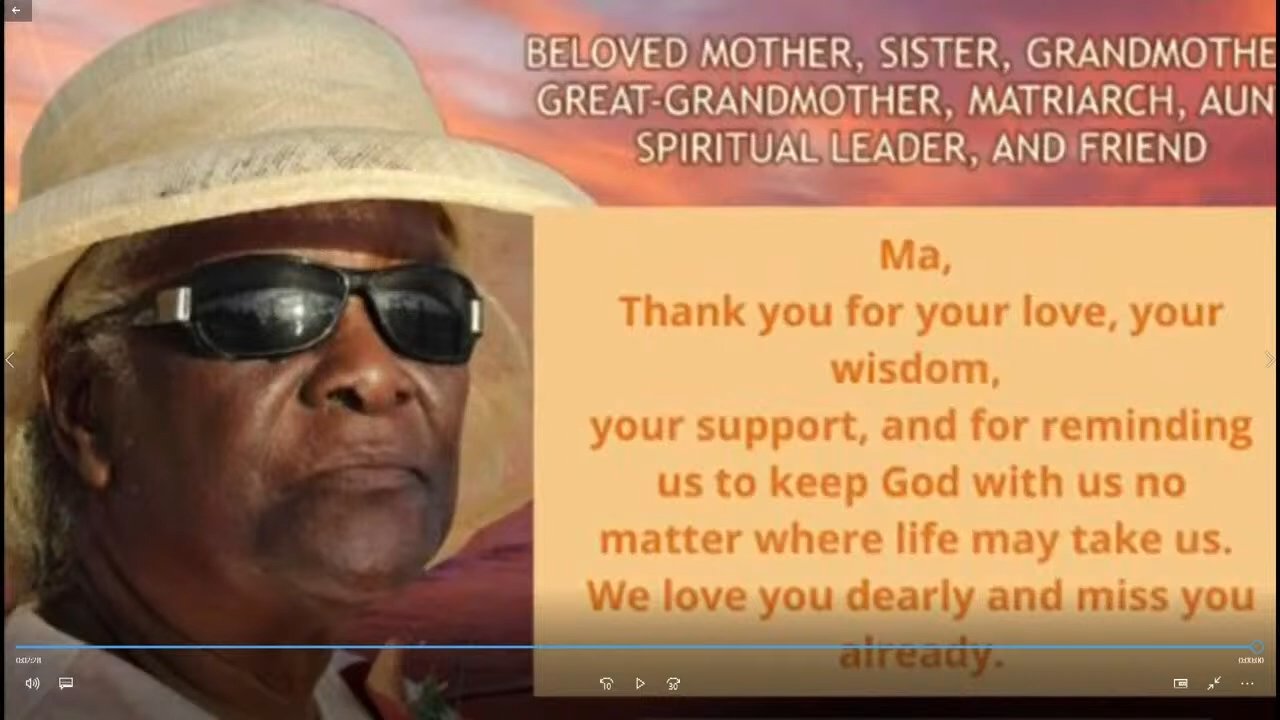 BELOVED MOTHER, SISTER, GRANDMOTHE
GREAT-GRANDMOTHER, MATRIARCH, AUN
SPIRITUAL LEADER, AND FRIEND
Ma,
Thank you for your love, your
wisdom,
your support, and for reminding
us to keep God with us no
matter where life may take us.
We love you dearly and miss you
already.
10
30